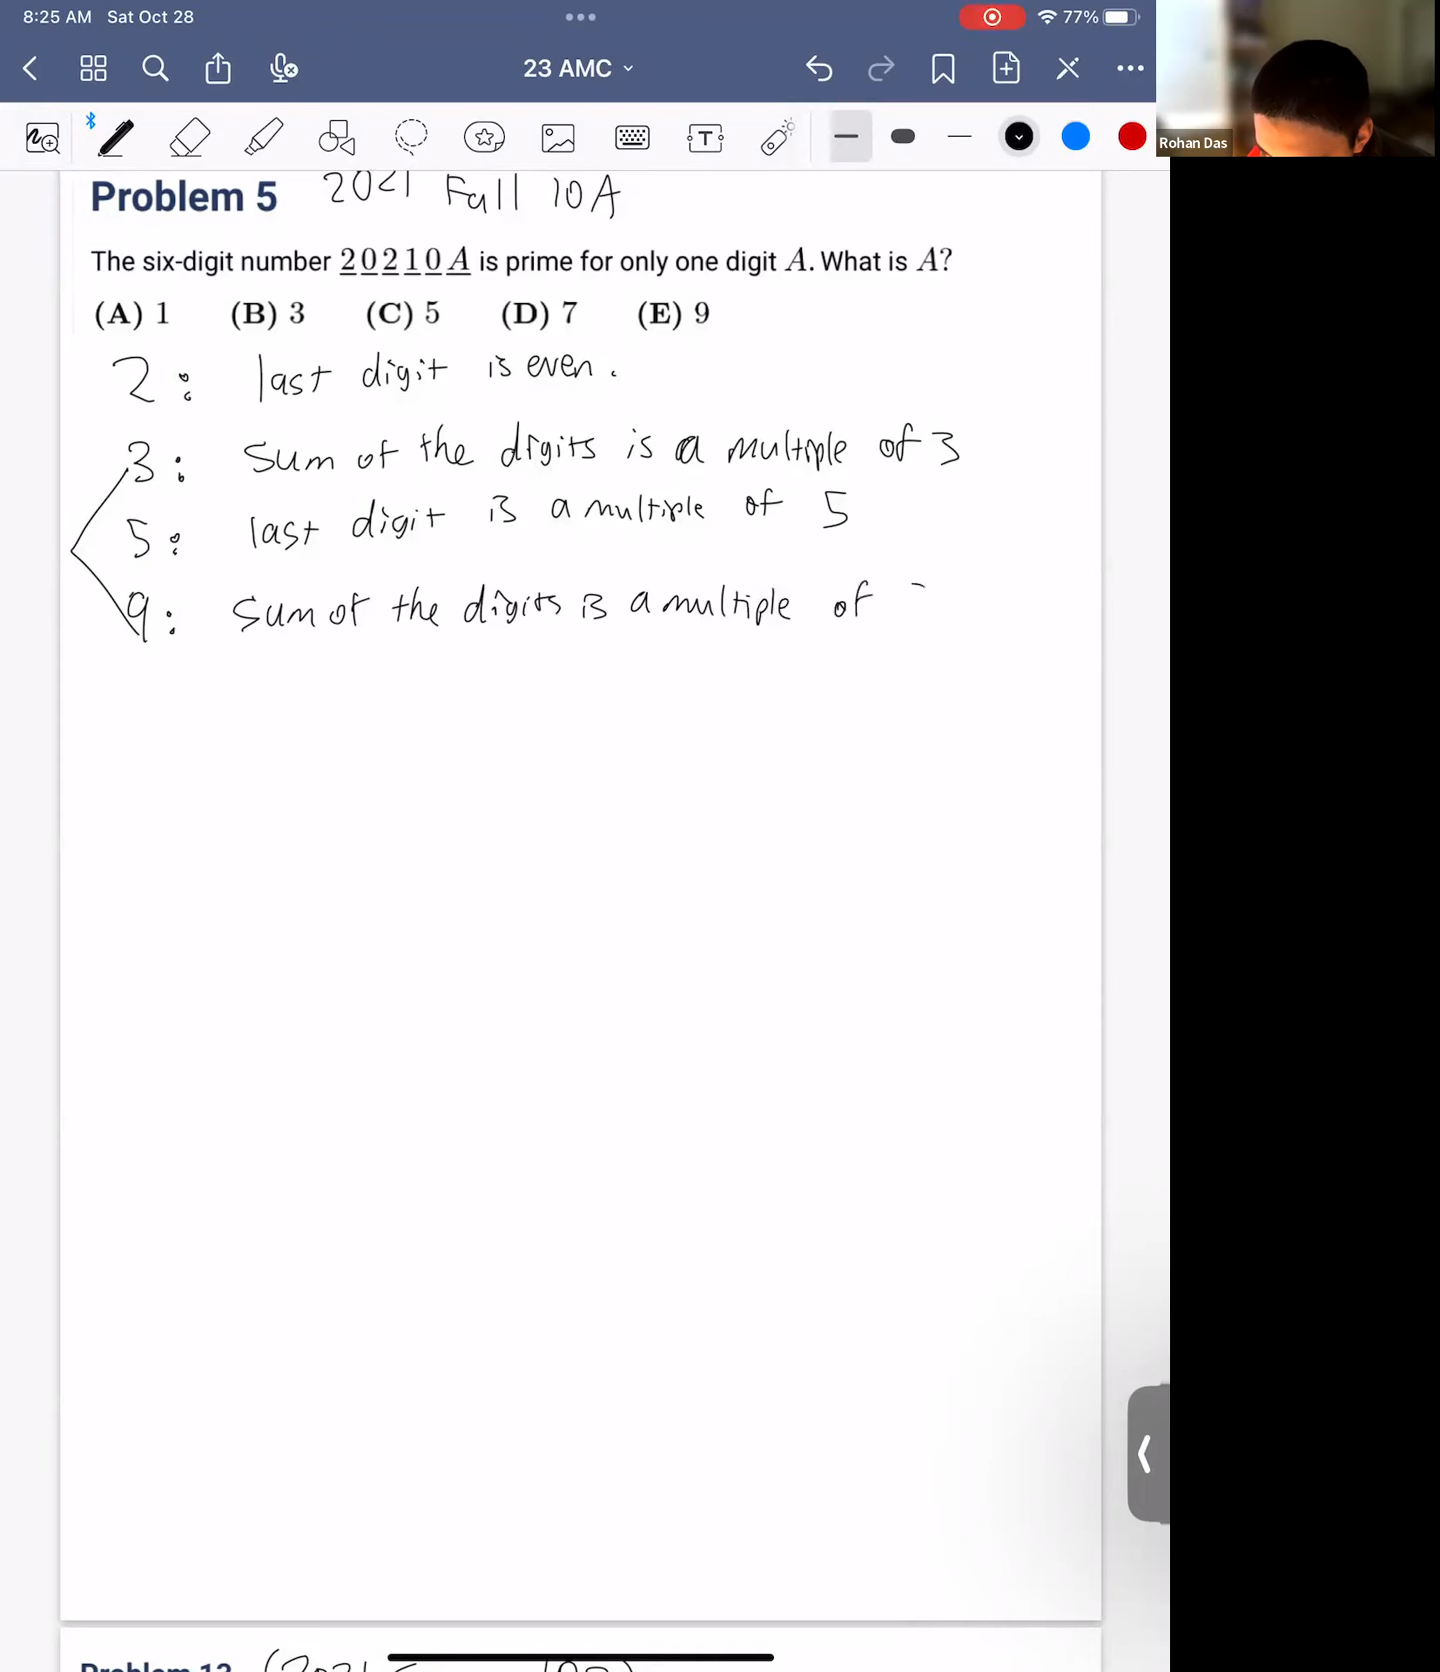 8:25 AM Sat Oct 28
77%
23 AMC
Rohan Das
Problem 5 2021 Fall 10A
The six-digit number 20210A is prime for only one digit A. What is A?
(A) 1 (B) 3 (C) 5 (D) 7 (E) 9
2: last digit is even.
3: sum of the digits is a multiple of 3
5: last digit is a multiple of 5
9: sum of the digits is a multiple of